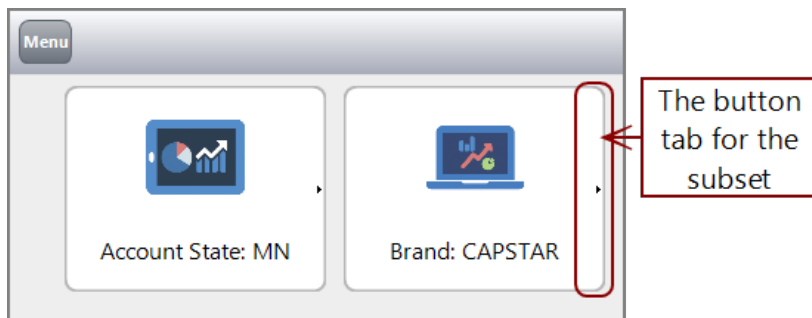 Menu
Account State: MN
Brand: CAPSTAR
The button
tab for the
subset